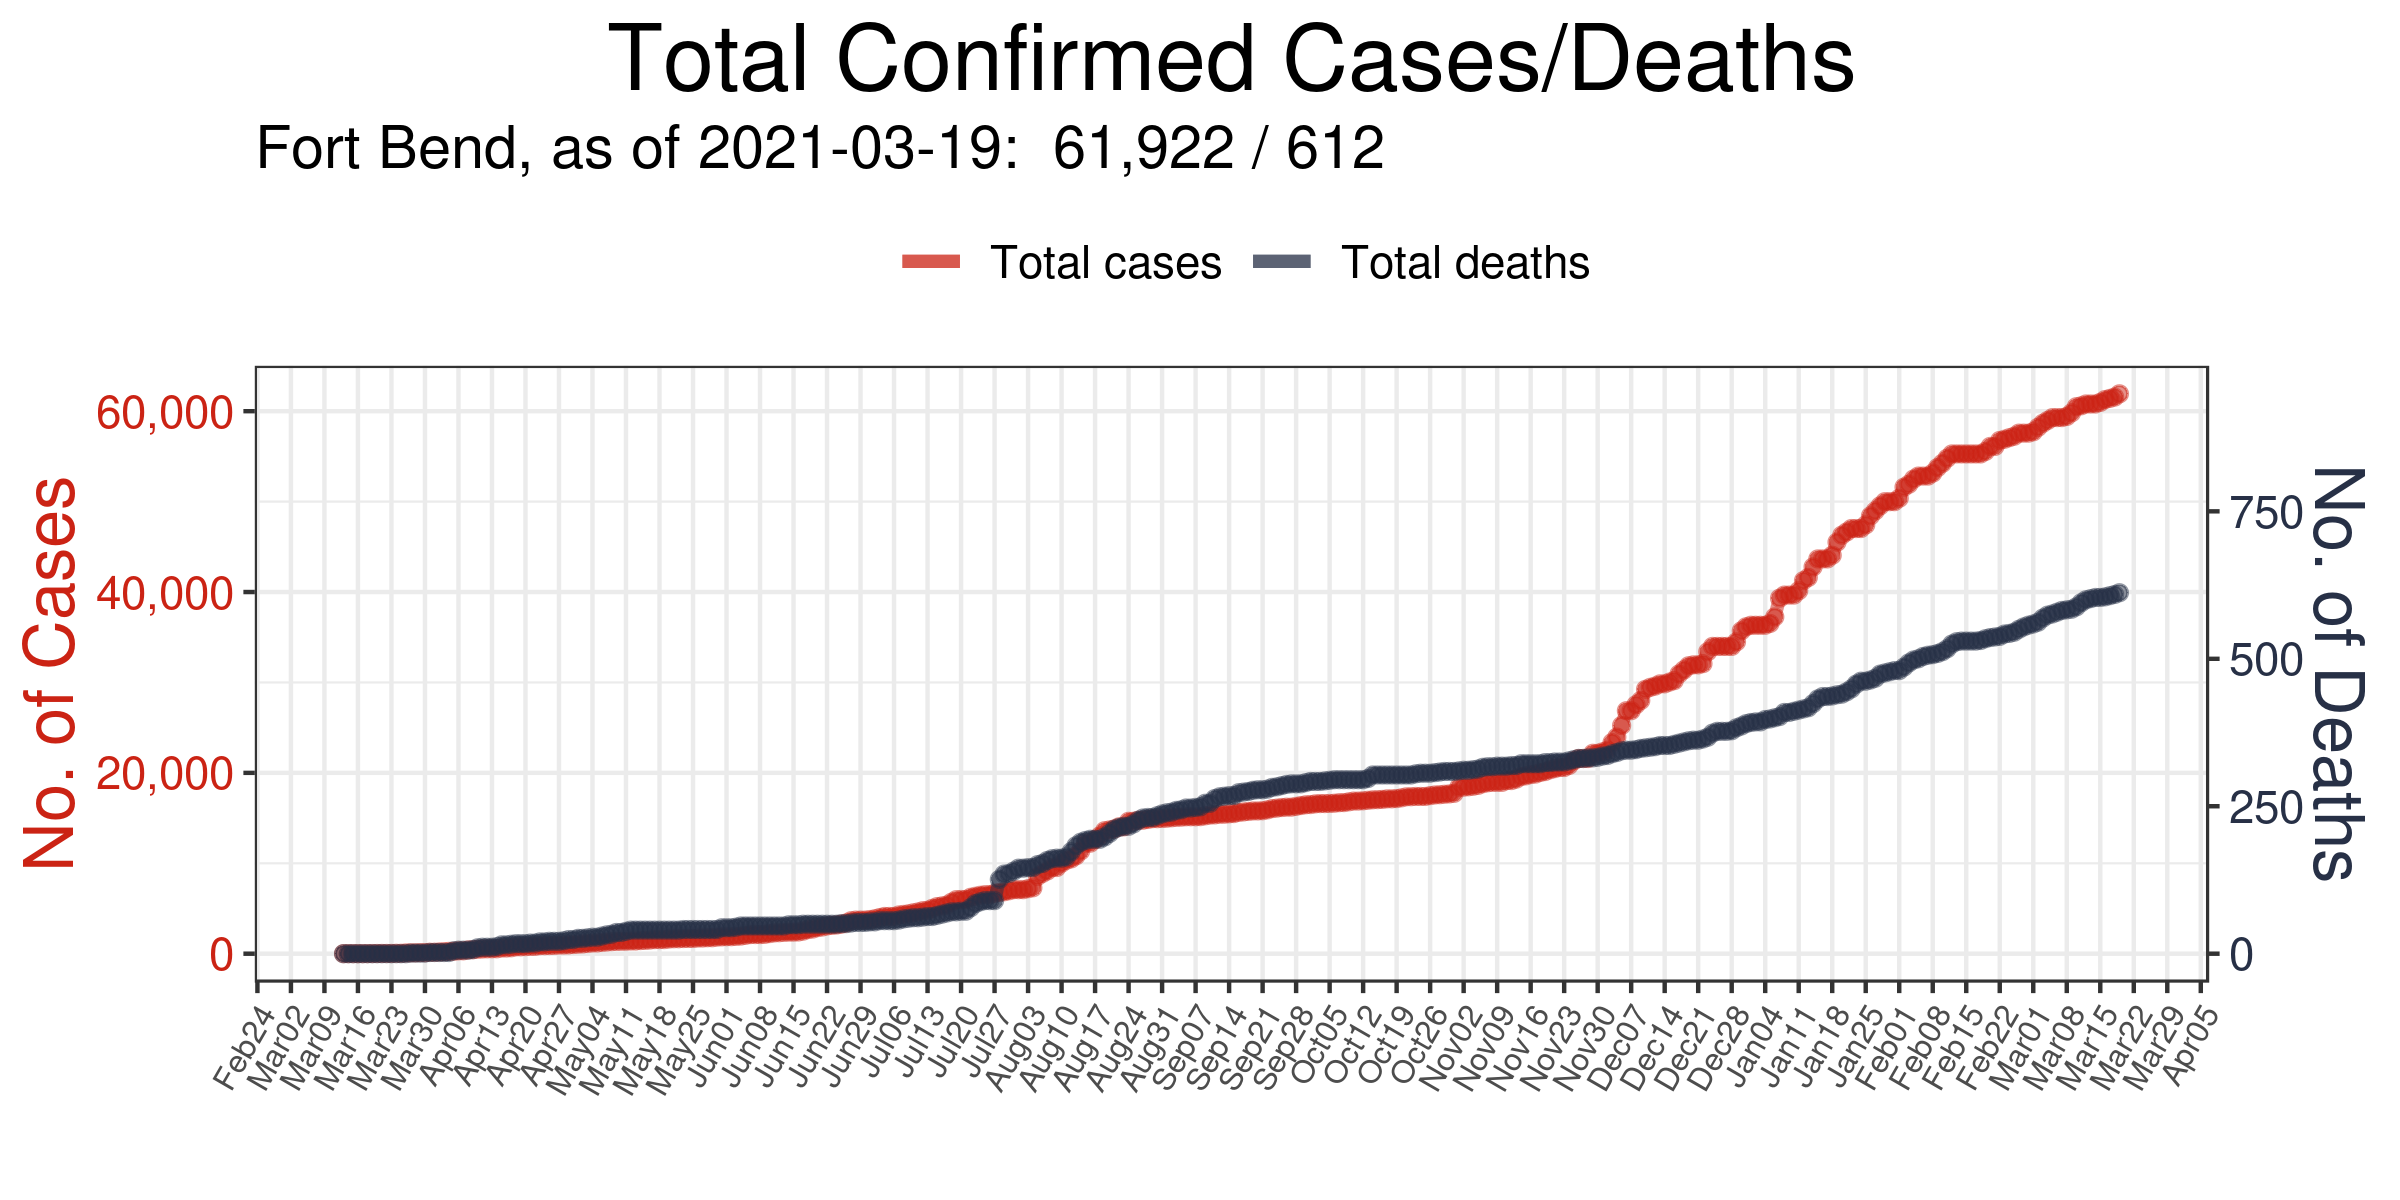 Total Confirmed Cases/Deaths
Fort Bend, as of 2021-03-19:  61,922 / 612
Total cases
Total deaths
No. of Cases
60,000
40,000
20,000
0
750
500
250
0
No. of Deaths
Feb24
Mar02
Mar09
Mar16
Mar23
Mar30
Apr06
Apr13
Apr20
Apr27
May04
May11
May18
May25
Jun01
Jun08
Jun15
Jun22
Jun29
Jul06
Jul13
Jul20
Jul27
Aug03
Aug10
Aug17
Aug24
Aug31
Sep07
Sep14
Sep21
Sep28
Oct05
Oct12
Oct19
Oct26
Nov02
Nov09
Nov16
Nov23
Nov30
Dec07
Dec14
Dec21
Dec28
Dec04
Jan11
Jan18
Jan25
Feb01
Feb08
Feb15
Feb22
Mar01
Mar08
Mar15
Mar22
Mar29
Apr05